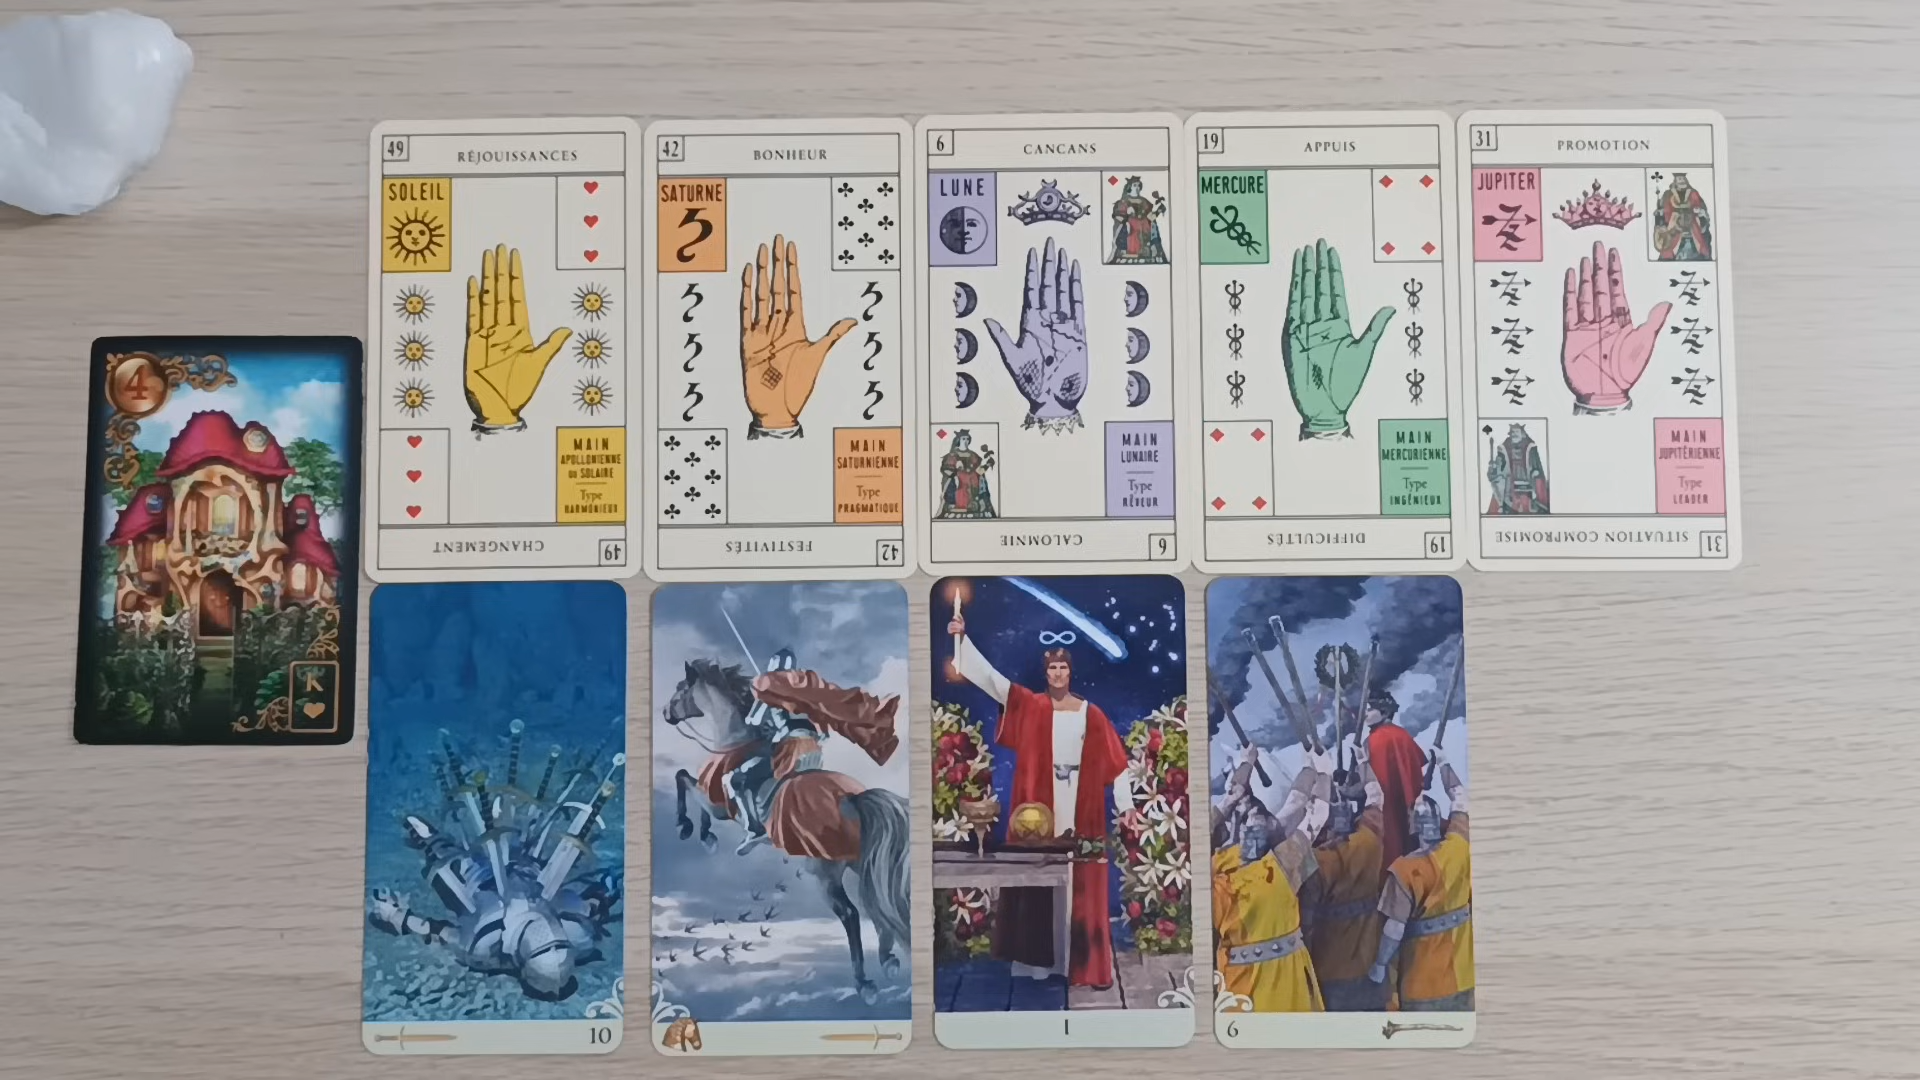 49
RÉJOUISSANCES
SOLEIL
MAIN
APOLLONIENNE
OU SOLAIRE
Type
HARMONIEUX
CHANGEMENT
49
42
BONHEUR
SATURNE
MAIN
SATURNIENNE
Type
PRAGMATIQUE
FESTIVITÉS
42
6
CANCANS
LUNE
MAIN
LUNAIRE
Type
RÊVEUR
CALOMNIE
6
19
APPUIS
MERCURE
MAIN
MERCURIENNE
Type
INGÉNIEUX
DIFFICULTÉS
19
31
PROMOTION
JUPITER
MAIN
JUPITÉRIENNE
Type
LEADER
SITUATION COMPROMISE
31
4
K
10
I
6